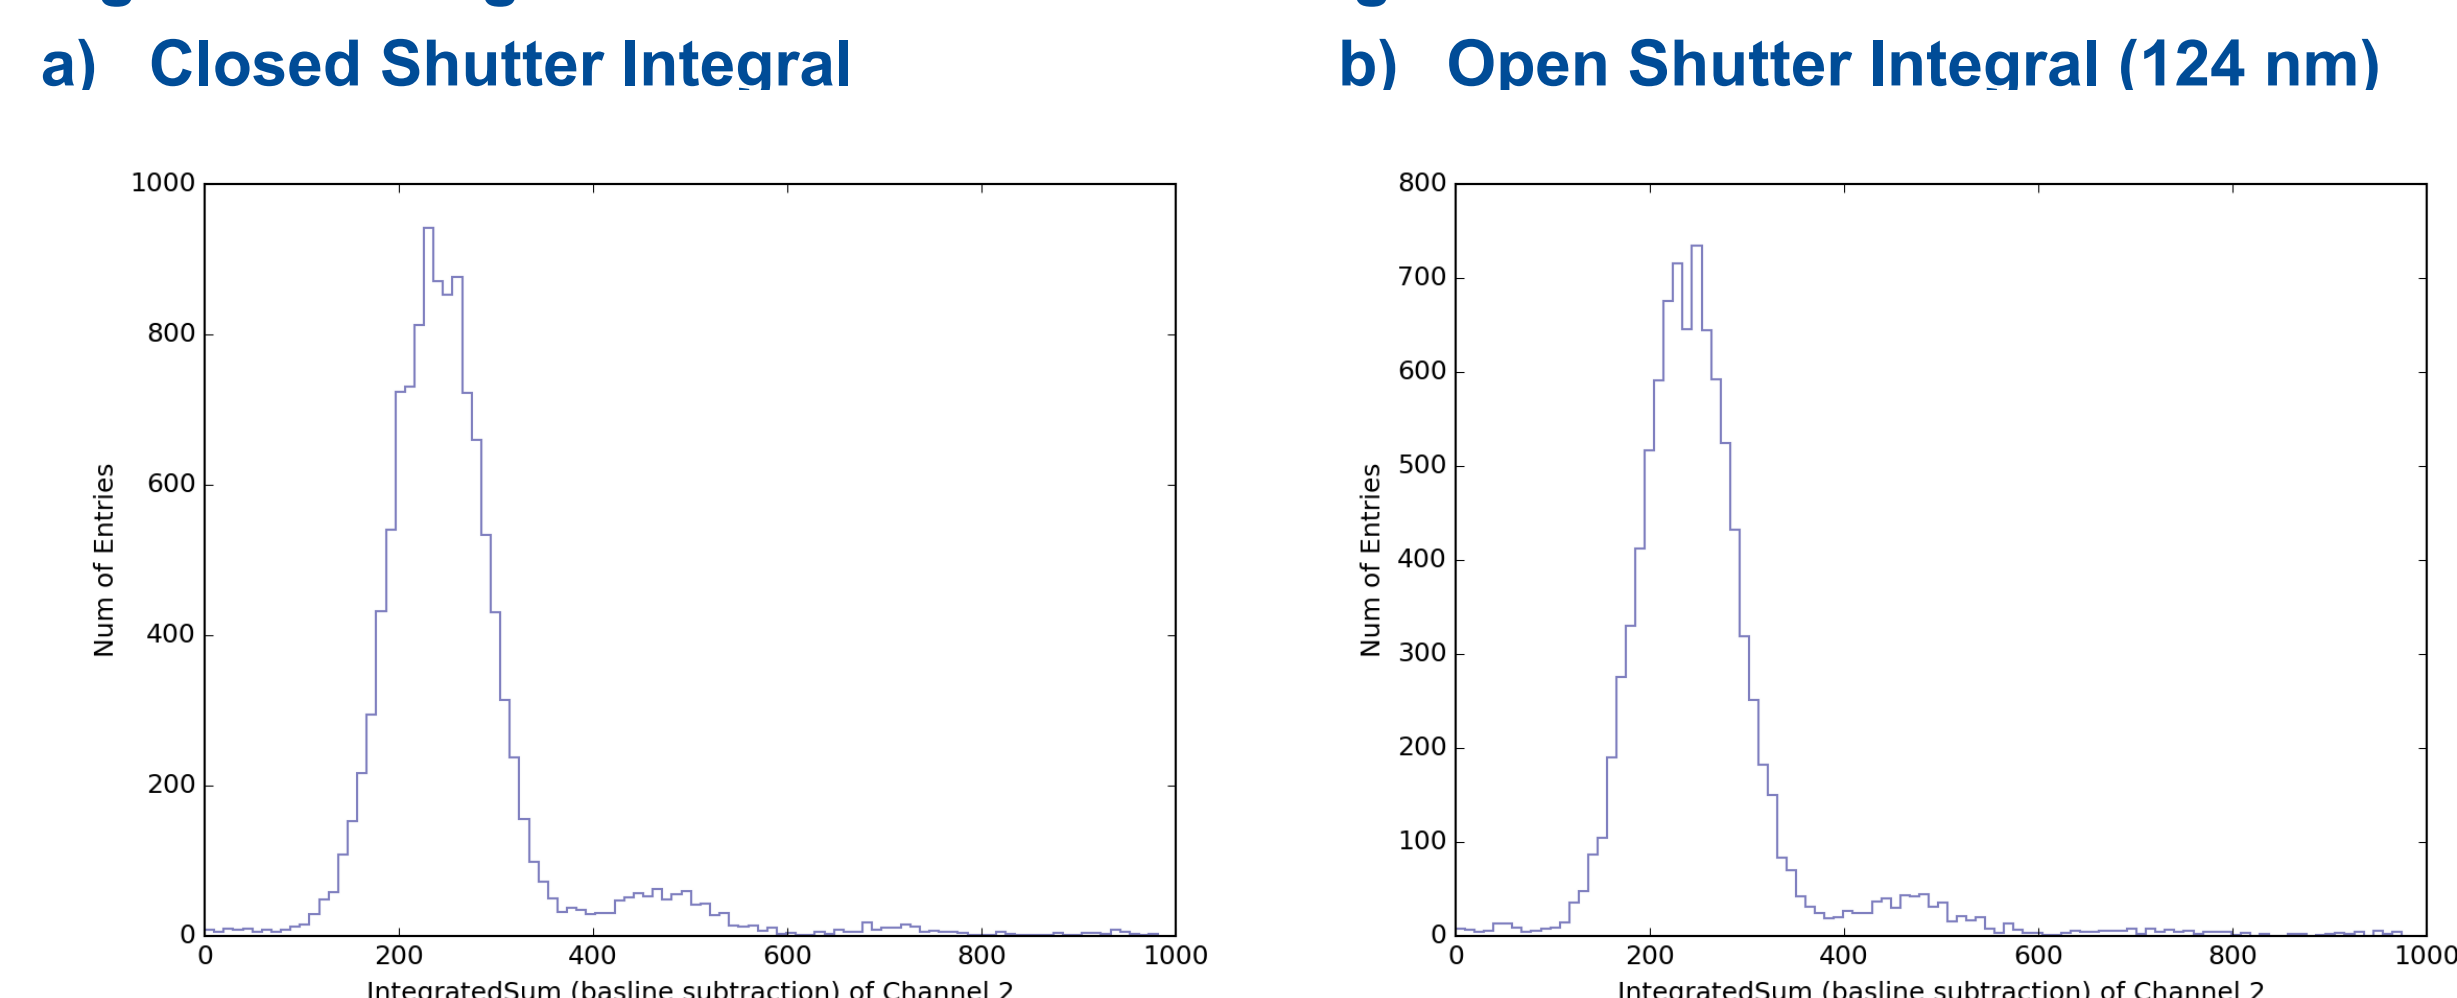 a) Closed Shutter Integral
b) Open Shutter Integral (124 nm)
1000
800
600
400
200
0
0 200 400 600 800 1000
Num of Entries
IntegratedSum (basline subtraction) of Channel 2
800
700
600
500
400
300
200
100
0
0 200 400 600 800 1000
Num of Entries
IntegratedSum (basline subtraction) of Channel 2